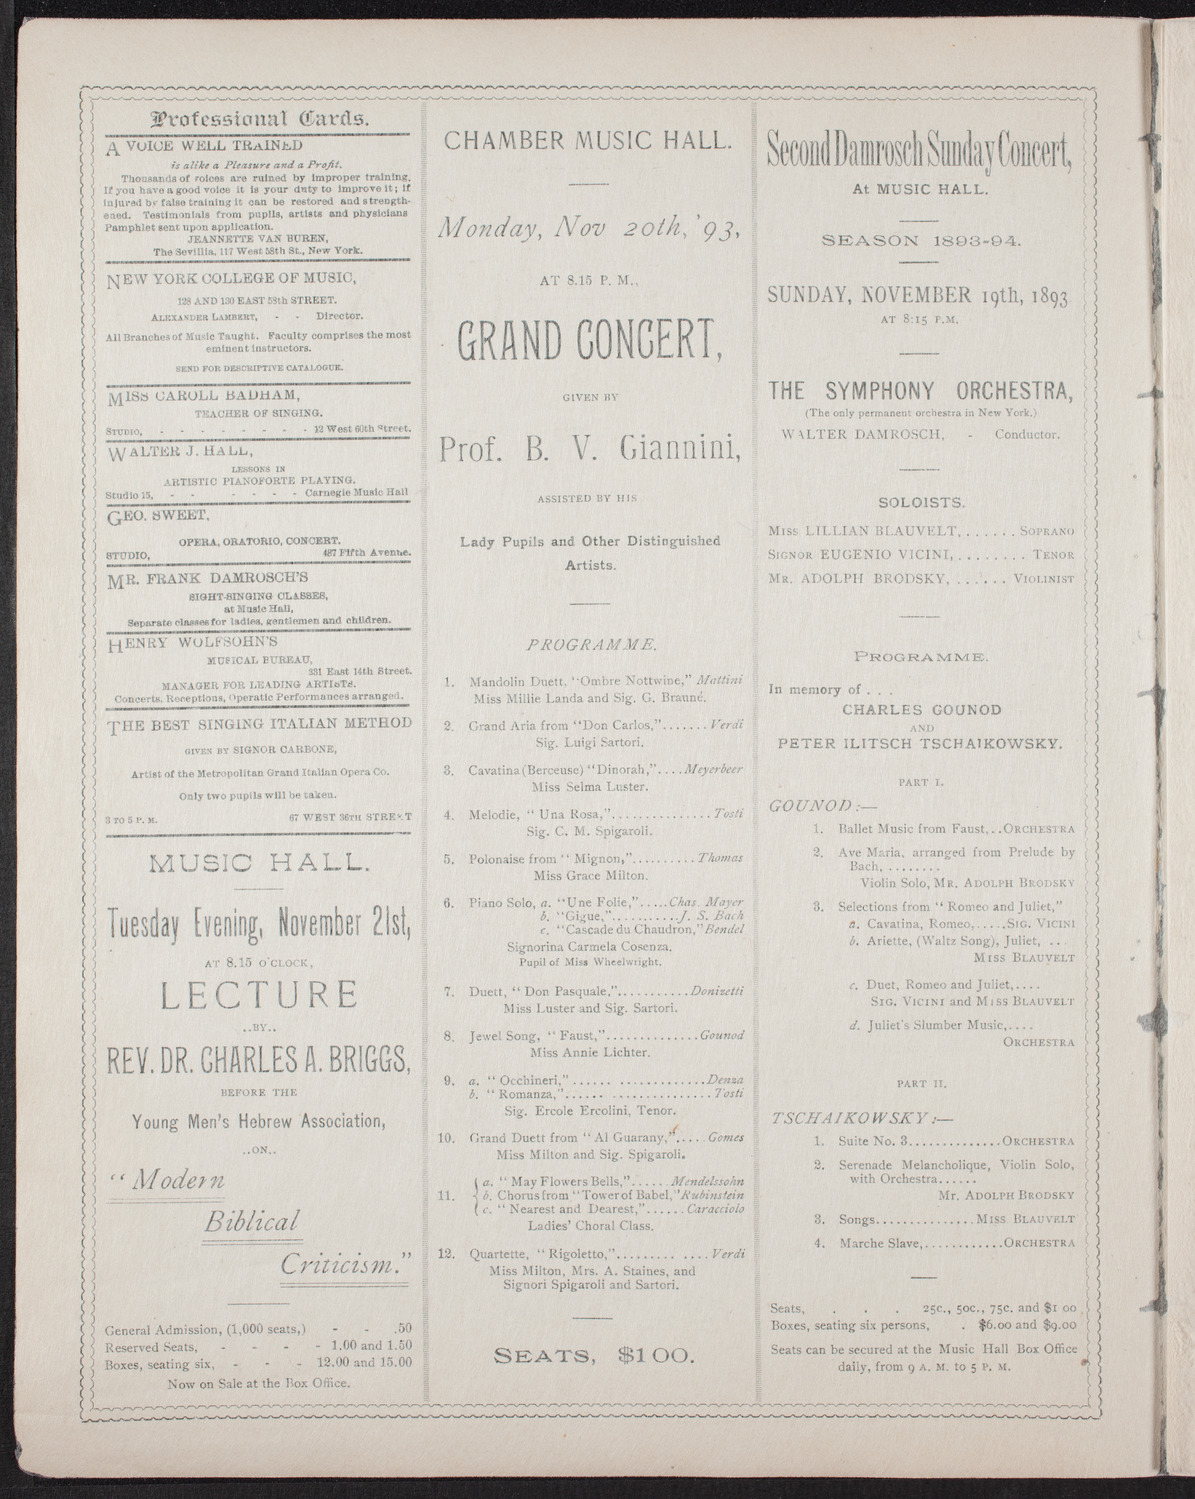 Professional Cards.
A VOICE WELL TRAINED
is alike a Pleasure and a Profit.
Thousands of voices are ruined by improper training.
If you have a good voice it is your duty to improve it; if
injured by false training it can be restored and strength-
ened. Testimonials from pupils, artists and physicians
Pamphlet sent upon application.
JEANNETTE VAN BUREN,
The Sevillia, 117 West 58th St., New York.
NEW YORK COLLEGE OF MUSIC,
128 AND 130 EAST 58th STREET.
ALEXANDER LAMBERT, - - Director.
All Branches of Music Taught. Faculty comprises the most
eminent instructors.
SEND FOR DESCRIPTIVE CATALOGUE.
MISS CAROLL BADHAM,
TEACHER OF SINGING.
STUDIO, - - - - - - - - 12 West 60th Street.
WALTER J. HALL,
LESSONS IN
ARTISTIC PIANOFORTE PLAYING.
Studio 15, - - - - - - Carnegie Music Hall
GEO. SWEET,
OPERA, ORATORIO, CONCERT.
STUDIO, 487 Fifth Avenue.
MR. FRANK DAMROSCH'S
SIGHT-SINGING CLASSES,
at Music Hall,
Separate classes for ladies, gentlemen and children.
HENRY WOLFSOHN'S
MUSICAL BUREAU,
331 East 14th Street.
MANAGER FOR LEADING ARTISTS.
Concerts, Receptions, Operatic Performances arranged.
THE BEST SINGING ITALIAN METHOD
GIVEN BY SIGNOR CARBONE,
Artist of the Metropolitan Grand Italian Opera Co.
Only two pupils will be taken.
3 TO 5 P. M. 67 WEST 36TH STREET
MUSIC HALL.
Tuesday Evening, November 21st,
AT 8.15 O'CLOCK,
LECTURE
..BY..
REV. DR. CHARLES A. BRIGGS,
BEFORE THE
Young Men's Hebrew Association,
..ON..
"Modern
Biblical
Criticism."
General Admission, (1,000 seats,) - - .50
Reserved Seats, - - - - 1.00 and 1.50
Boxes, seating six, - - - 12.00 and 15.00
Now on Sale at the Box Office.
CHAMBER MUSIC HALL.
Monday, Nov 20th, '93,
AT 8.15 P. M.,
GRAND CONCERT,
GIVEN BY
Prof. B. V. Giannini,
ASSISTED BY HIS
Lady Pupils and Other Distinguished
Artists.
PROGRAMME.
1. Mandolin Duett, "Ombre Nottwine," Mattini
Miss Millie Landa and Sig. G. Brauné.
2. Grand Aria from "Don Carlos,"....... Verdi
Sig. Luigi Sartori.
3. Cavatina (Berceuse) "Dinorah,"....Meyerbeer
Miss Selma Luster.
4. Melodie, "Una Rosa,"............... Tosti
Sig. C. M. Spigaroli.
5. Polonaise from "Mignon,".......... Thomas
Miss Grace Milton.
6. Piano Solo, a. "Une Folie,".....Chas. Mayer
b. "Gigue,"...........J. S. Bach
c. "Cascade du Chaudron,"Bendel
Signorina Carmela Cosenza.
Pupil of Miss Wheelwright.
7. Duett, "Don Pasquale,"...........Donizetti
Miss Luster and Sig. Sartori.
8. Jewel Song, "Faust,"..............Gounod
Miss Annie Lichter.
9. a. "Occhineri,"...... .............Denza
b. "Romanza,"...... ............... Tosti
Sig. Ercole Ercolini, Tenor.
10. Grand Duett from "Al Guarany,"..... Gomes
Miss Milton and Sig. Spigaroli.
a. "May Flowers Bells,"...... Mendelssohn
11. b. Chorus from "Tower of Babel,"Rubinstein
c. "Nearest and Dearest,"...... Caracciolo
Ladies' Choral Class.
12. Quartette, "Rigoletto,"......... .... Verdi
Miss Milton, Mrs. A. Staines, and
Signori Spigaroli and Sartori.
SEATS, $1 00.
Second Damrosch Sunday Concert,
At MUSIC HALL.
SEASON 1893-94.
SUNDAY, NOVEMBER 19th, 1893
AT 8:15 P.M.
THE SYMPHONY ORCHESTRA,
(The only permanent orchestra in New York.)
WALTER DAMROSCH, - Conductor.
SOLOISTS.
MISS LILLIAN BLAUVELT,....... SOPRANO
SIGNOR EUGENIO VICINI,........ TENOR
MR. ADOLPH BRODSKY, ...... VIOLINIST
PROGRAMME.
In memory of . . .
CHARLES GOUNOD
AND
PETER ILITSCH TSCHAIKOWSKY.
PART I.
GOUNOD:—
1. Ballet Music from Faust,..ORCHESTRA
2. Ave Maria, arranged from Prelude by
Bach, ........
Violin Solo, MR. ADOLPH BRODSKY
3. Selections from "Romeo and Juliet,"
a. Cavatina, Romeo,.....SIG. VICINI
b. Ariette, (Waltz Song), Juliet, ...
MISS BLAUVELT
c. Duet, Romeo and Juliet,....
SIG. VICINI and MISS BLAUVELT
d. Juliet's Slumber Music,....
ORCHESTRA
PART II.
TSCHAIKOWSKY:—
1. Suite No. 3..............ORCHESTRA
2. Serenade Melancholique, Violin Solo,
with Orchestra......
Mr. ADOLPH BRODSKY
3. Songs...............MISS BLAUVELT
4. Marche Slave,............ORCHESTRA
Seats, . . . 25c., 50c., 75c. and $1 00
Boxes, seating six persons, . $6.00 and $9.00
Seats can be secured at the Music Hall Box Office
daily, from 9 A. M. to 5 P. M.